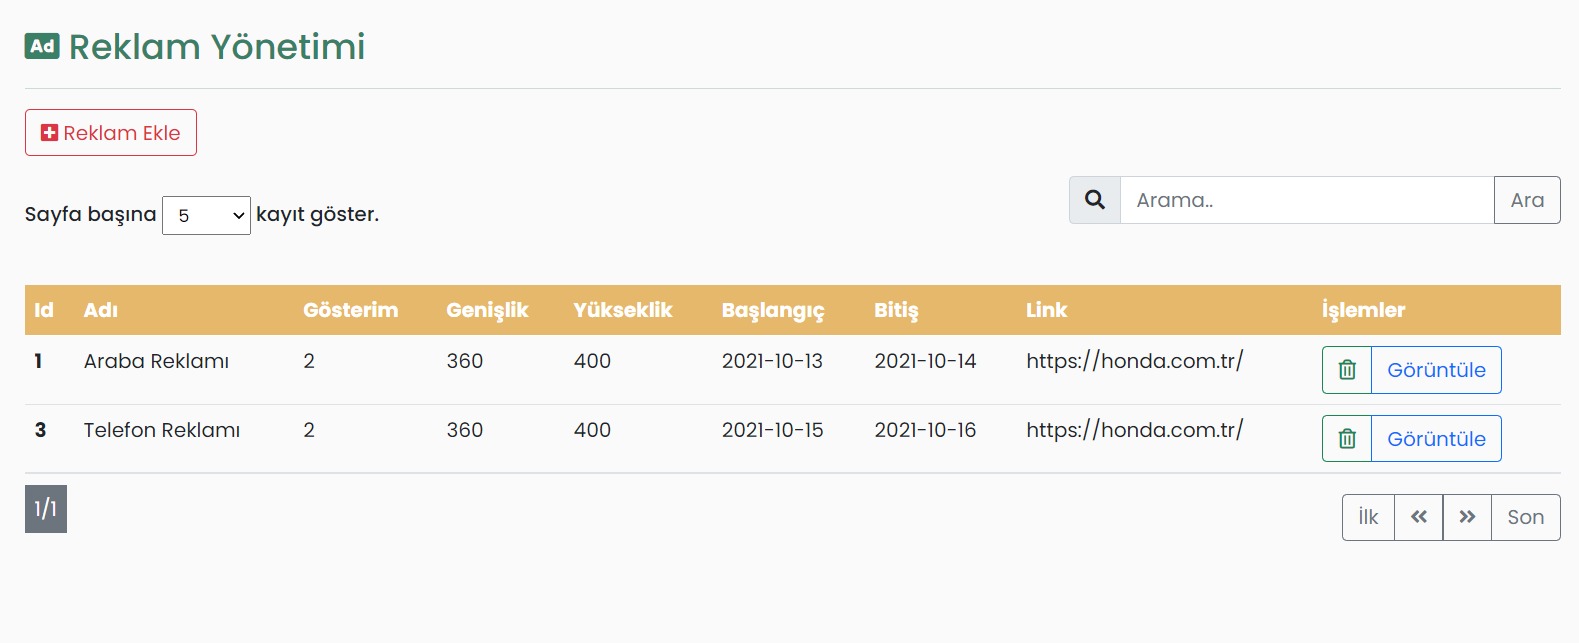 Ad Reklam Yönetimi
Reklam Ekle
Sayfa başına 5 kayıt göster.
Arama.. Ara
Id Adı Gösterim Genişlik Yükseklik Başlangıç Bitiş Link İşlemler
1 Araba Reklamı 2 360 400 2021-10-13 2021-10-14 https://honda.com.tr/ Görüntüle
3 Telefon Reklamı 2 360 400 2021-10-15 2021-10-16 https://honda.com.tr/ Görüntüle
1/1
İlk « » Son